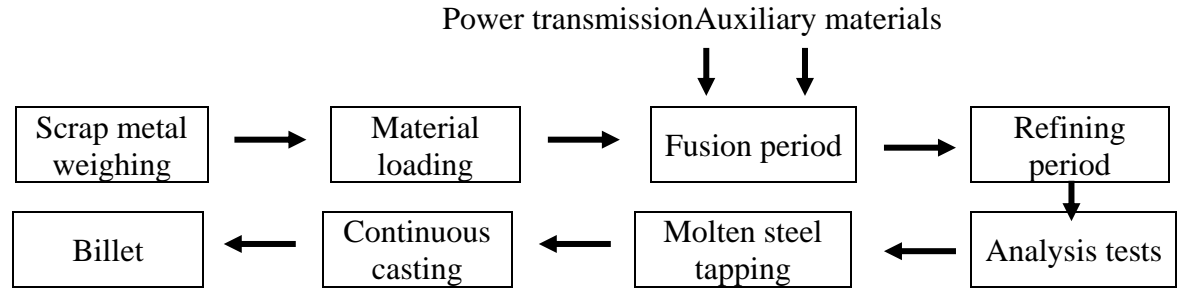 Power transmissionAuxiliary materials
Scrap metal
weighing
Material
loading
Fusion period
Refining
period
Analysis tests
Molten steel
tapping
Continuous
casting
Billet